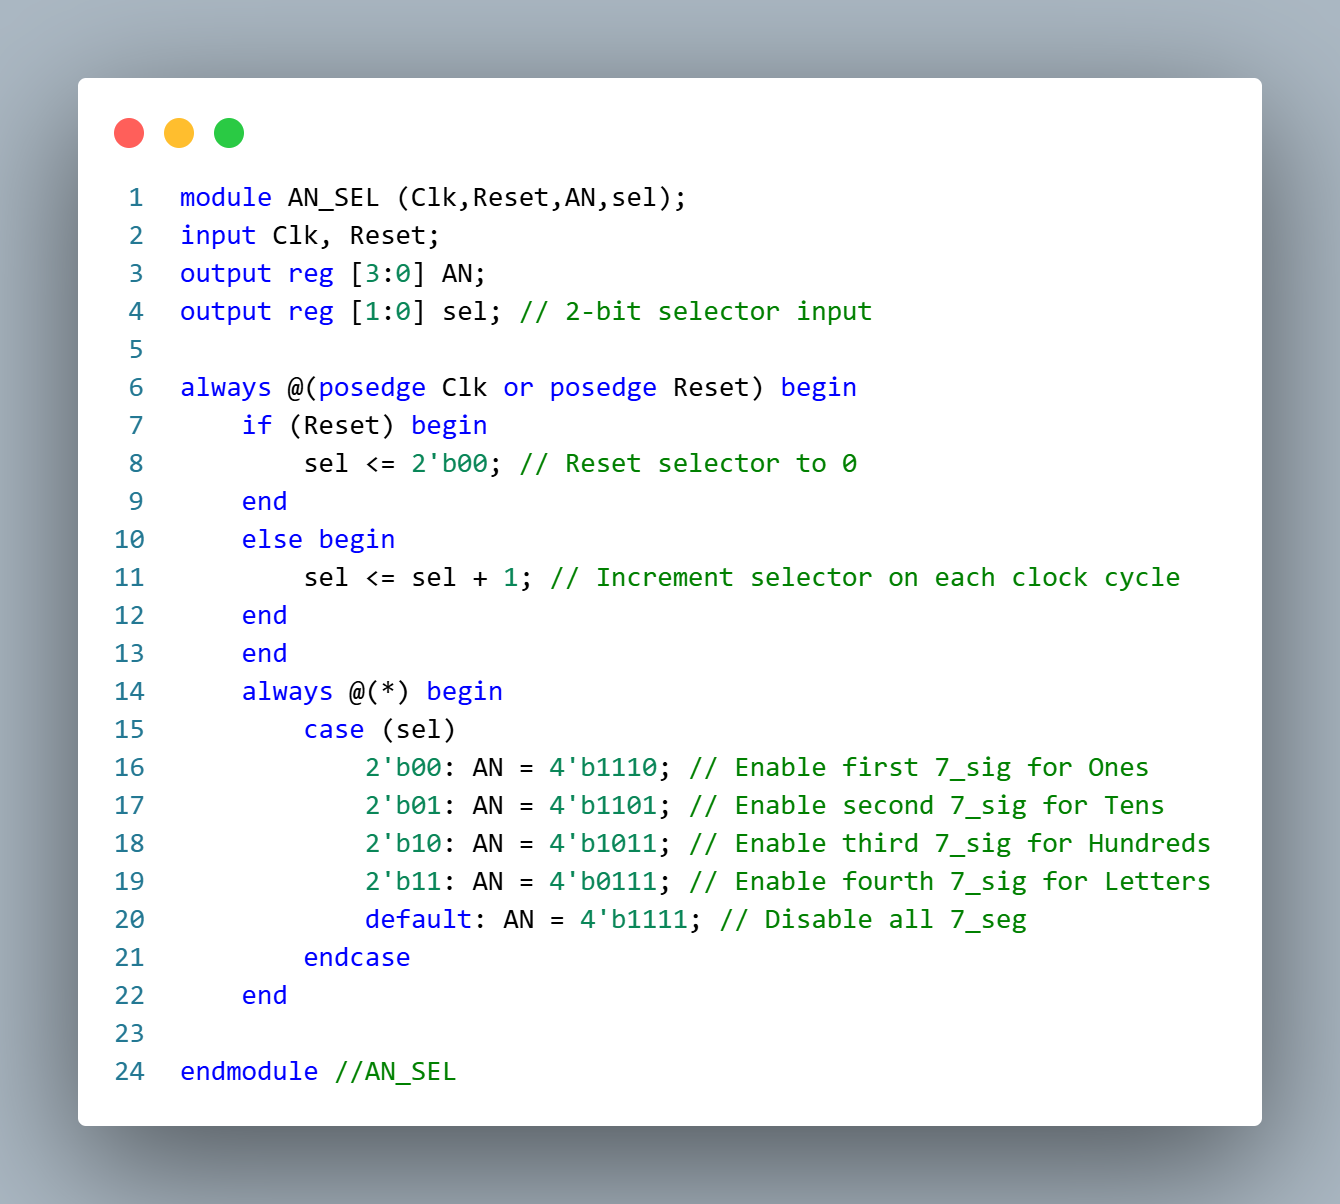 1 module AN_SEL (Clk,Reset,AN,sel);
2 input Clk, Reset;
3 output reg [3:0] AN;
4 output reg [1:0] sel; // 2-bit selector input
5
6 always @(posedge Clk or posedge Reset) begin
7     if (Reset) begin
8         sel <= 2'b00; // Reset selector to 0
9     end
10     else begin
11         sel <= sel + 1; // Increment selector on each clock cycle
12     end
13     end
14     always @(*) begin
15         case (sel)
16             2'b00: AN = 4'b1110; // Enable first 7_sig for Ones
17             2'b01: AN = 4'b1101; // Enable second 7_sig for Tens
18             2'b10: AN = 4'b1011; // Enable third 7_sig for Hundreds
19             2'b11: AN = 4'b0111; // Enable fourth 7_sig for Letters
20             default: AN = 4'b1111; // Disable all 7_seg
21         endcase
22     end
23
24 endmodule //AN_SEL